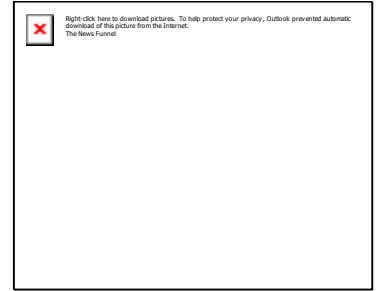 Right-click here to download pictures. To help protect your privacy, Outlook prevented automatic
download of this picture from the Internet.
The News Funnel